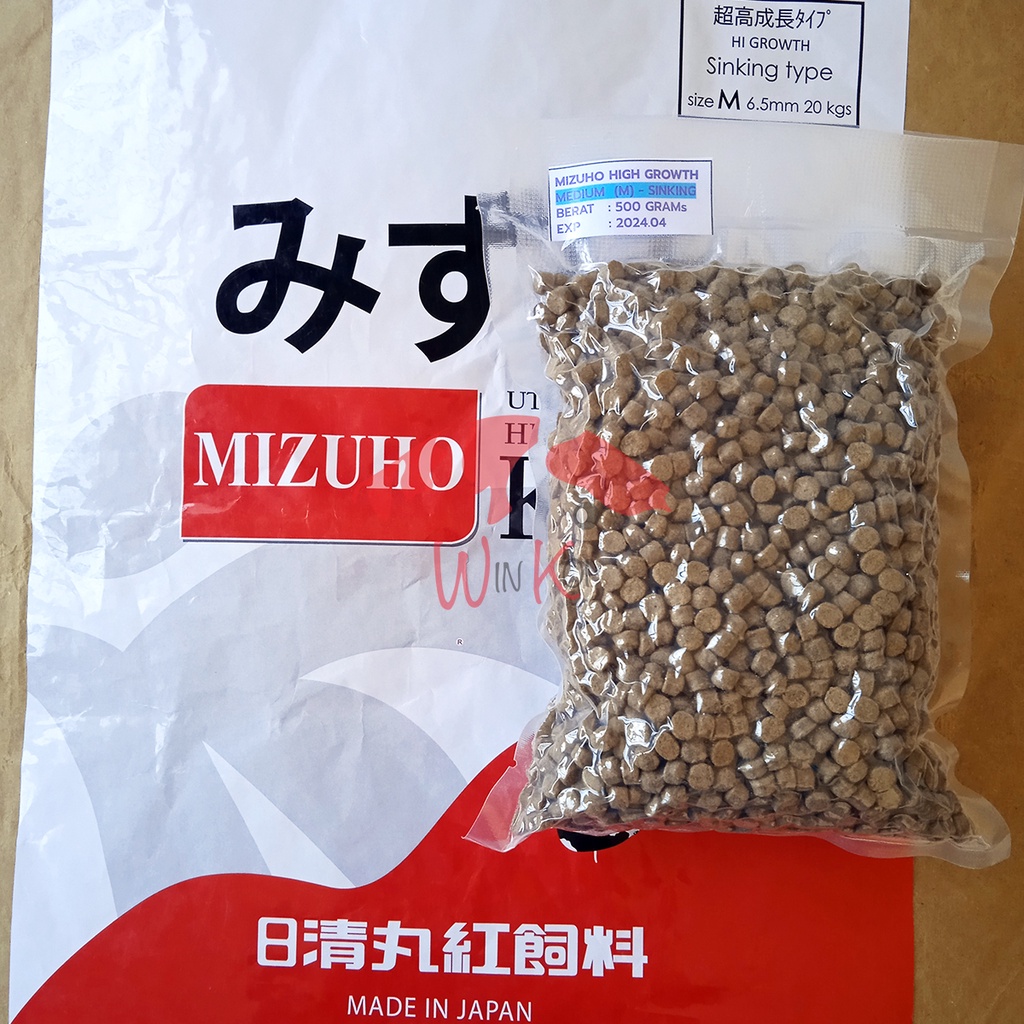 超高成長ﾀｲﾌﾟ
HI GROWTH
Sinking type
size M 6.5mm 20 kgs
MIZUHO HIGH GROWTH
MEDIUM (M) - SINKING
BERAT : 500 GRAMs
EXP : 2024.04
みず
MIZUHO
WIN K
®
日清丸紅飼料
MADE IN JAPAN